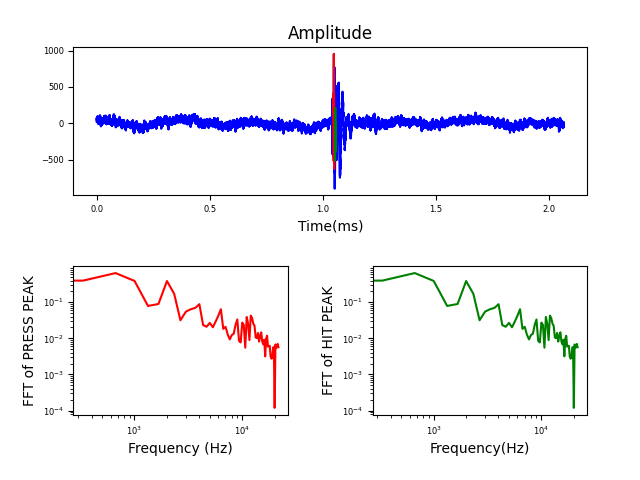 Amplitude
1000
500
0
−500
0.0 0.5 1.0 1.5 2.0
Time(ms)
FFT of PRESS PEAK
10⁻¹
10⁻²
10⁻³
10⁻⁴
10³ 10⁴
Frequency (Hz)
FFT of HIT PEAK
10⁻¹
10⁻²
10⁻³
10⁻⁴
10³ 10⁴
Frequency(Hz)